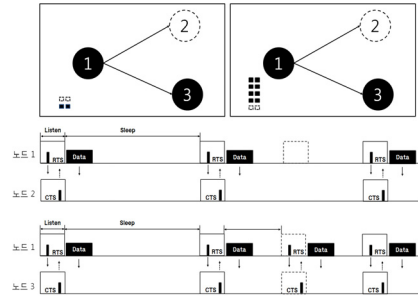 1
2
3
1
2
3
Listen
Sleep
노드 1
RTS
Data
RTS
Data
RTS
Data
노드 2
CTS
CTS
CTS
Listen
Sleep
노드 1
RTS
Data
RTS
Data
RTS
Data
RTS
Data
노드 3
CTS
CTS
CTS
CTS